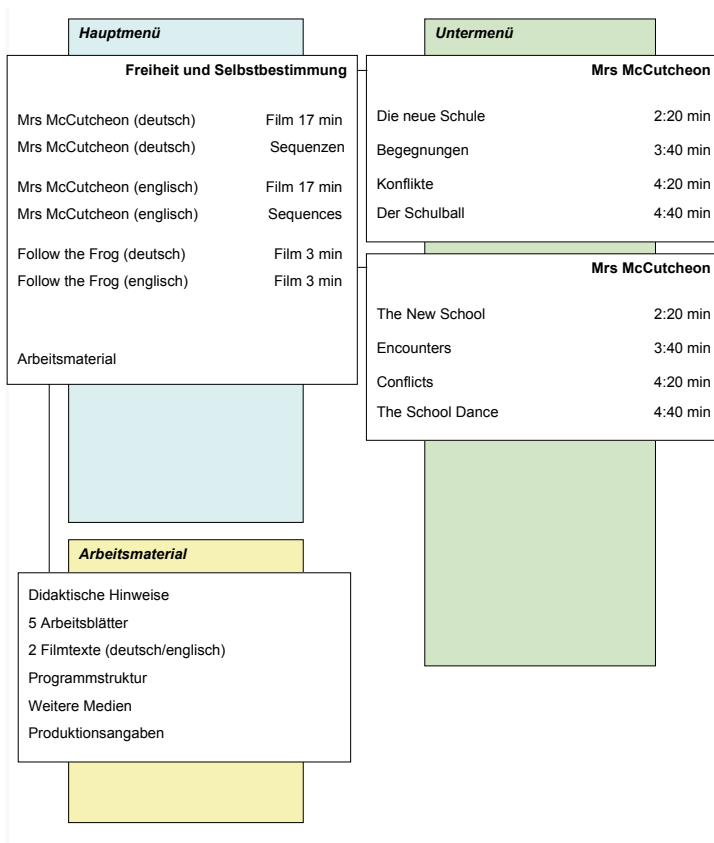 Hauptmenü
Freiheit und Selbstbestimmung
Mrs McCutcheon (deutsch) Film 17 min
Mrs McCutcheon (deutsch) Sequenzen
Mrs McCutcheon (englisch) Film 17 min
Mrs McCutcheon (englisch) Sequences
Follow the Frog (deutsch) Film 3 min
Follow the Frog (englisch) Film 3 min
Arbeitsmaterial
Untermenü
Mrs McCutcheon
Die neue Schule 2:20 min
Begegnungen 3:40 min
Konflikte 4:20 min
Der Schulball 4:40 min
Mrs McCutcheon
The New School 2:20 min
Encounters 3:40 min
Conflicts 4:20 min
The School Dance 4:40 min
Arbeitsmaterial
Didaktische Hinweise
5 Arbeitsblätter
2 Filmtexte (deutsch/englisch)
Programmstruktur
Weitere Medien
Produktionsangaben